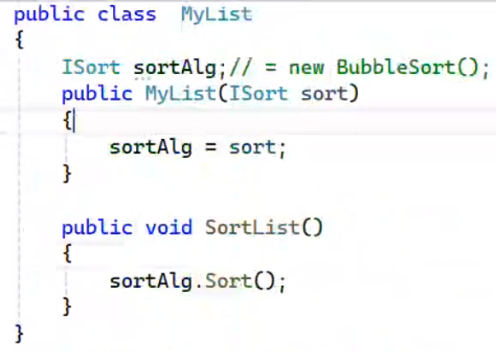 public class  MyList
{
    ISort sortAlg;// = new BubbleSort();
    public MyList(ISort sort)
    {
        sortAlg = sort;
    }

    public void SortList()
    {
        sortAlg.Sort();
    }
}